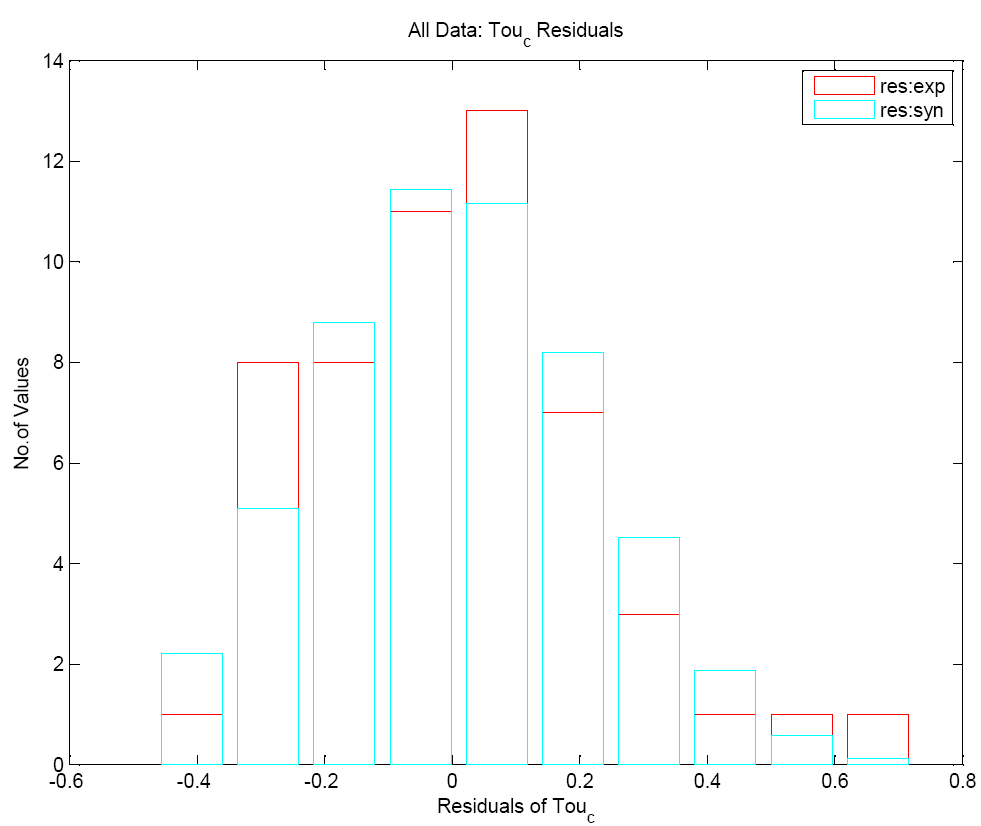 All Data: Tou_c Residuals
14
12
10
8
6
4
2
0
No.of Values
res:exp
res:syn
-0.6 -0.4 -0.2 0 0.2 0.4 0.6 0.8
Residuals of Tou_c